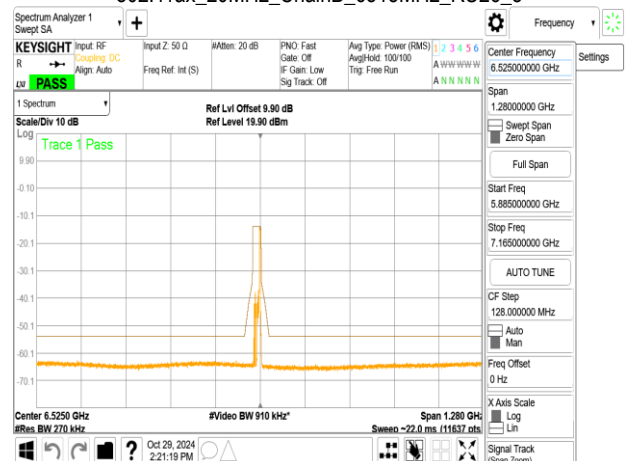 Spectrum Analyzer 1
Swept SA
Frequency
KEYSIGHT
R
LXI
PASS
Input: RF
Coupling: DC
Align: Auto
Input Z: 50 Ω
Freq Ref: Int (S)
#Atten: 20 dB
PNO: Fast
Gate: Off
IF Gain: Low
Sig Track: Off
Avg Type: Power (RMS)
Avg|Hold: 100/100
Trig: Free Run
1 2 3 4 5 6
A W W W W W
A N N N N N
1 Spectrum
Scale/Div 10 dB
Ref Lvl Offset 9.90 dB
Ref Level 19.90 dBm
Log
Trace 1 Pass
9.90
-0.10
-10.1
-20.1
-30.1
-40.1
-50.1
-60.1
-70.1
Center 6.5250 GHz
#Res BW 270 kHz
#Video BW 910 kHz*
Span 1.280 GHz
Sweep ~22.0 ms (11637 pts
?
Oct 29, 2024
2:21:19 PM
Center Frequency
6.525000000 GHz
Settings
Span
1.28000000 GHz
Swept Span
Zero Span
Full Span
Start Freq
5.885000000 GHz
Stop Freq
7.165000000 GHz
AUTO TUNE
CF Step
128.000000 MHz
Auto
Man
Freq Offset
0 Hz
X Axis Scale
Log
Lin
Signal Track
(Span Zoom)